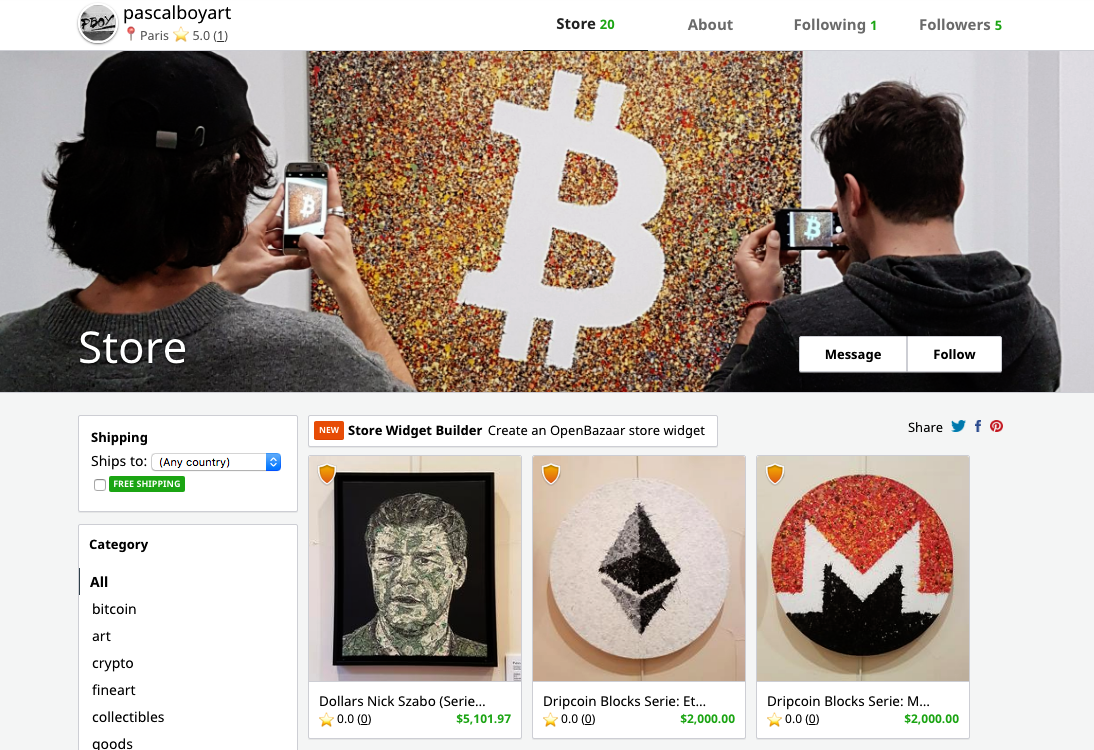 PBOY
pascalboyart
Paris 5.0 (1)
Store 20
About
Following 1
Followers 5
Store
Message
Follow
Shipping
Ships to: (Any country)
FREE SHIPPING
Category
All
bitcoin
art
crypto
fineart
collectibles
goods
NEW Store Widget Builder Create an OpenBazaar store widget
Share
Dollars Nick Szabo (Serie...
0.0 (0) $5,101.97
Dripcoin Blocks Serie: Et...
0.0 (0) $2,000.00
Dripcoin Blocks Serie: M...
0.0 (0) $2,000.00